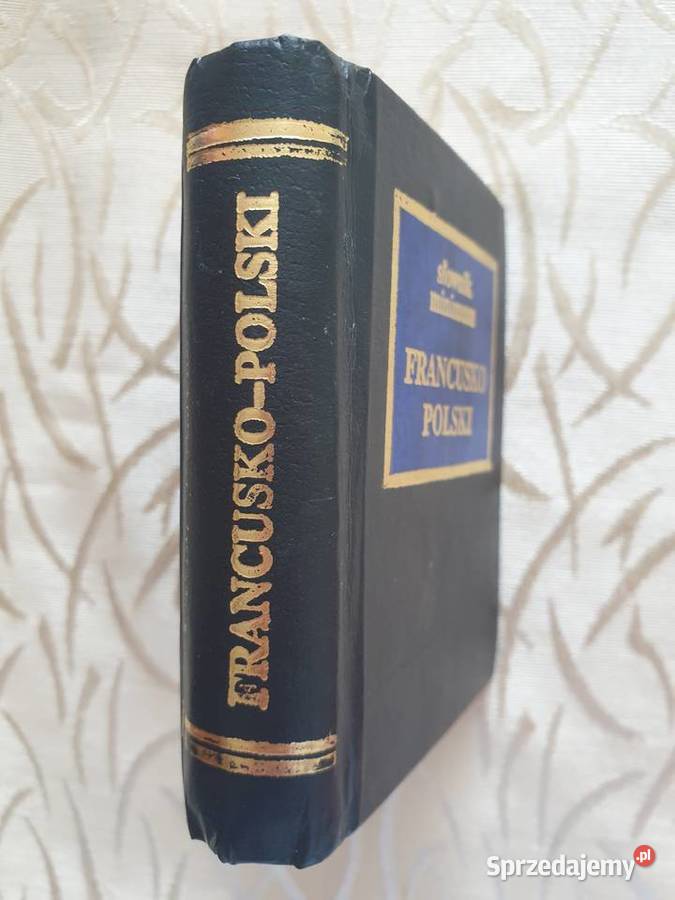 FRANCUSKO-POLSKI
słownik
minimum
FRANCUSKO
POLSKI
Sprzedajemy.pl